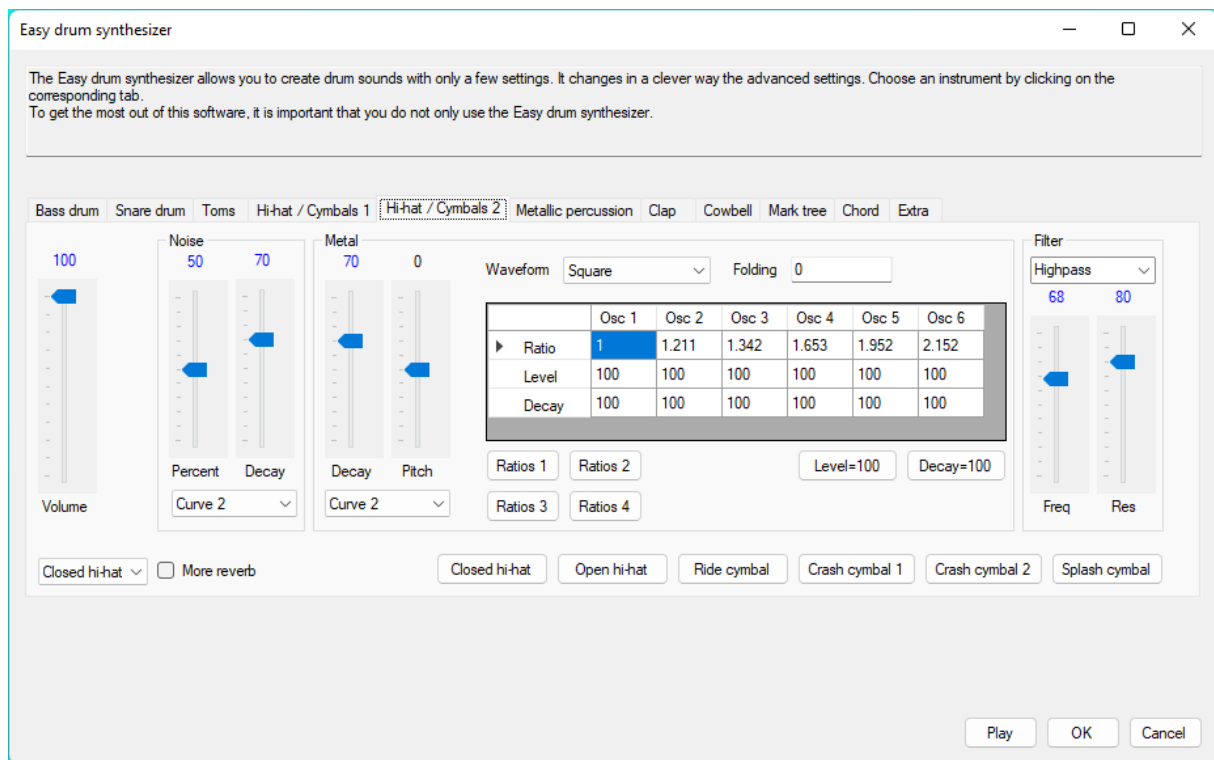 Easy drum synthesizer
The Easy drum synthesizer allows you to create drum sounds with only a few settings. It changes in a clever way the advanced settings. Choose an instrument by clicking on the
corresponding tab.
To get the most out of this software, it is important that you do not only use the Easy drum synthesizer.
Bass drum Snare drum Toms Hi-hat / Cymbals 1 Hi-hat / Cymbals 2 Metallic percussion Clap Cowbell Mark tree Chord Extra
Noise Metal Filter
100 50 70 70 0 Waveform Square Folding 0 Highpass
68 80
Osc 1 Osc 2 Osc 3 Osc 4 Osc 5 Osc 6
Ratio 1 1.211 1.342 1.653 1.952 2.152
Level 100 100 100 100 100 100
Decay 100 100 100 100 100 100
Percent Decay Decay Pitch Ratios 1 Ratios 2 Level=100 Decay=100
Volume Curve 2 Curve 2 Ratios 3 Ratios 4 Freq Res
Closed hi-hat More reverb Closed hi-hat Open hi-hat Ride cymbal Crash cymbal 1 Crash cymbal 2 Splash cymbal
Play OK Cancel